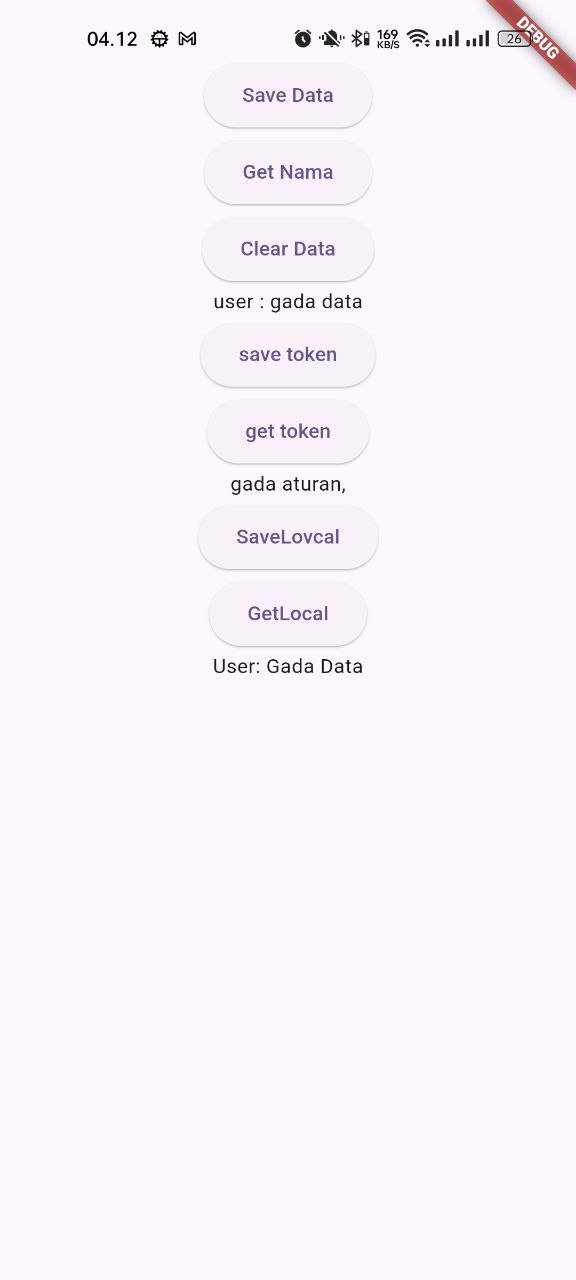 04.12
169
KB/S
26
DEBUG
Save Data
Get Nama
Clear Data
user : gada data
save token
get token
gada aturan,
SaveLovcal
GetLocal
User: Gada Data